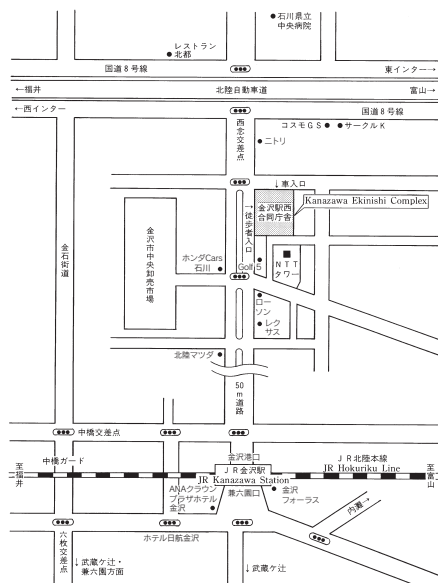 石川県立
中央病院
レストラン
北都
国道８号線
東インター→
←福井
北陸自動車道
富山→
←西インター
国道８号線
西念交差点
コスモＧＳ
サークルＫ
ニトリ
↓車入口
金沢駅西
合同庁舎
Kanazawa Ekinishi Complex
→徒歩者入口
金石街道
金沢市中央卸売市場
ホンダCars
石川
Golf 5
ＮＴＴ
タワー
ローソン
レクサス
北陸マツダ
50m道路
中橋交差点
金沢港口
ＪＲ北陸本線
至福井
中橋ガード
ＪＲ金沢駅
JR Kanazawa Station
JR Hokuriku Line
至富山
ANAクラウン
プラザホテル
金沢
兼六園口
金沢
フォーラス
内灘→
六枚交差点
ホテル日航金沢
↓武蔵ケ辻・
兼六園方面
↓武蔵ケ辻